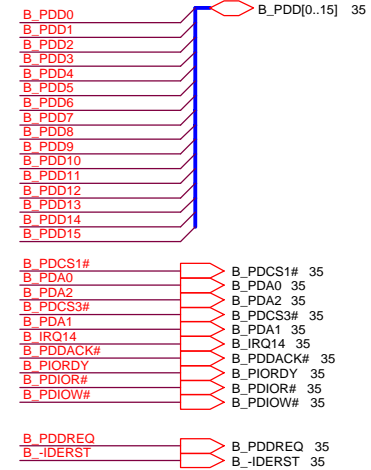 B_PDD0 B_PDD[0..15] 35
B_PDD1
B_PDD2
B_PDD3
B_PDD4
B_PDD5
B_PDD6
B_PDD7
B_PDD8
B_PDD9
B_PDD10
B_PDD11
B_PDD12
B_PDD13
B_PDD14
B_PDD15
B_PDCS1# B_PDCS1# 35
B_PDA0 B_PDA0 35
B_PDA2 B_PDA2 35
B_PDCS3# B_PDCS3# 35
B_PDA1 B_PDA1 35
B_IRQ14 B_IRQ14 35
B_PDDACK# B_PDDACK# 35
B_PIORDY B_PIORDY 35
B_PDIOR# B_PDIOR# 35
B_PDIOW# B_PDIOW# 35
B_PDDREQ B_PDDREQ 35
B_-IDERST B_-IDERST 35